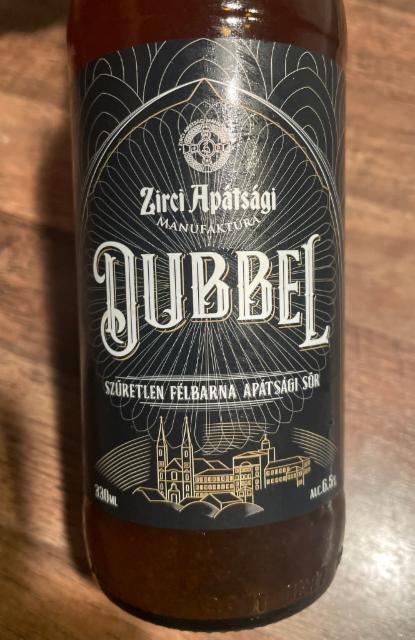 Zirci Apátsági
MANUFAKTÚRA
DUBBEL
SZŰRETLEN FÉLBARNA APÁTSÁGI SÖR
330ML
ALC. 6.5%